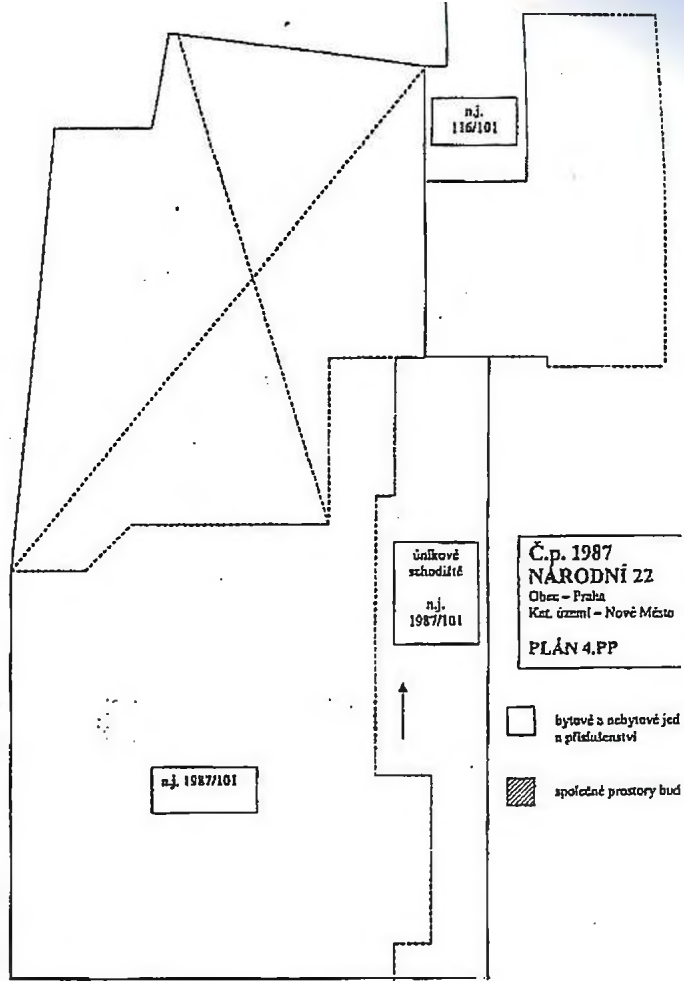 n.j.
116/101
únikové
schodiště
n.j.
1987/101
Č.p. 1987
NÁRODNÍ 22
Obec – Praha
Kat. území – Nové Město
PLÁN 4.PP
bytové a nebytové jed
a příslušenství
n.j. 1987/101
společné prostory bud